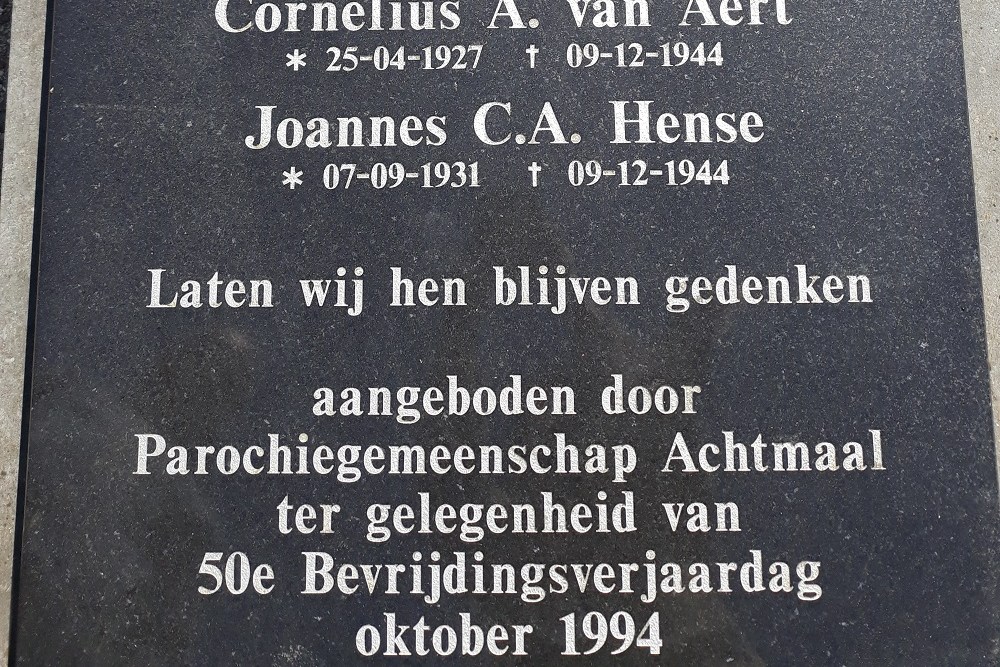 Cornelius A. van Aert
* 25-04-1927 † 09-12-1944
Joannes C.A. Hense
* 07-09-1931 † 09-12-1944
Laten wij hen blijven gedenken
aangeboden door
Parochiegemeenschap Achtmaal
ter gelegenheid van
50e Bevrijdingsverjaardag
oktober 1994